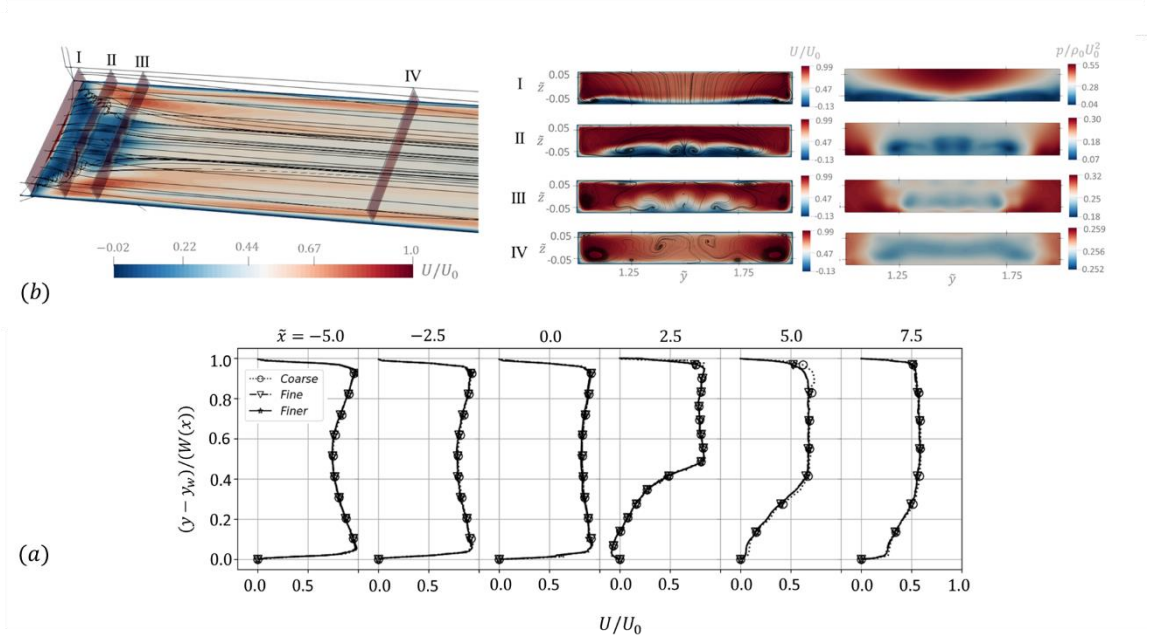 I II III IV
−0.02 0.22 0.44 0.67 1.0
U/U₀
(b)
U/U₀
p/ρ₀U₀²
I
z̃
0.05
-0.05
0.99
0.47
-0.13
0.55
0.28
0.04
II
z̃
0.05
-0.05
0.99
0.47
-0.13
0.30
0.18
0.07
III
z̃
0.05
-0.05
0.99
0.47
-0.13
0.32
0.25
0.18
IV
z̃
0.05
-0.05
0.99
0.47
-0.13
0.256
0.254
0.252
1.25 ỹ 1.75
1.25 ỹ 1.75
x̃ = −5.0 −2.5 0.0 2.5 5.0 7.5
Coarse
Fine
Finer
(y − y_w)/(W(x))
1.0
0.8
0.6
0.4
0.2
0.0
(a)
0.0 0.5 0.0 0.5 0.0 0.5 0.0 0.5 0.0 0.5 0.0 0.5 1.0
U/U₀